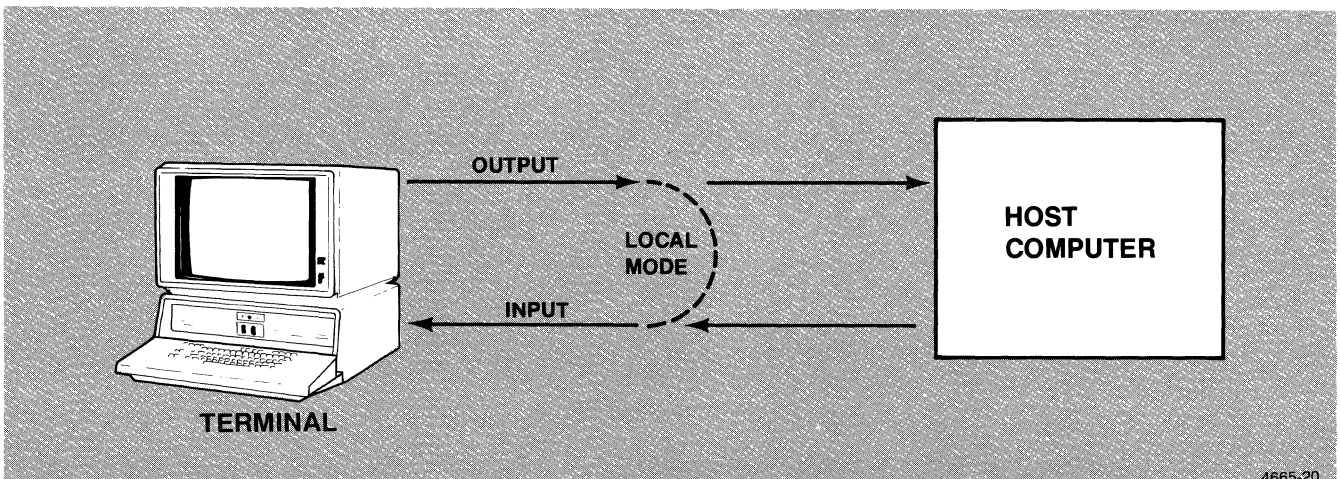 OUTPUT
LOCAL
MODE
INPUT
HOST
COMPUTER
TERMINAL
4665-20